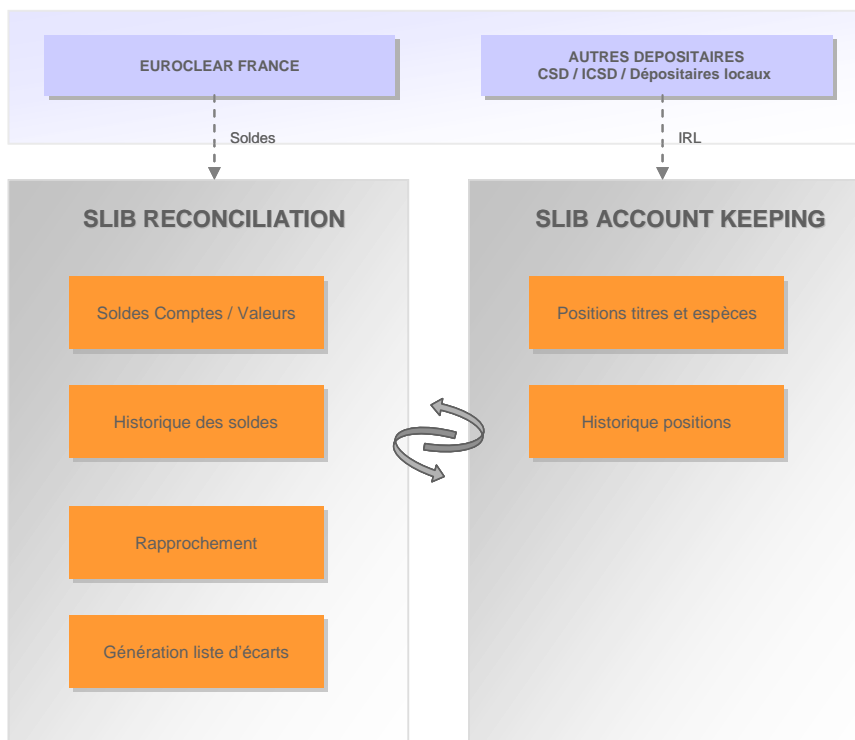 EUROCLEAR FRANCE
AUTRES DEPOSITAIRES
CSD / ICSD / Dépositaires locaux
Soldes
IRL
SLIB RECONCILIATION
Soldes Comptes / Valeurs
Historique des soldes
Rapprochement
Génération liste d'écarts
SLIB ACCOUNT KEEPING
Positions titres et espèces
Historique positions